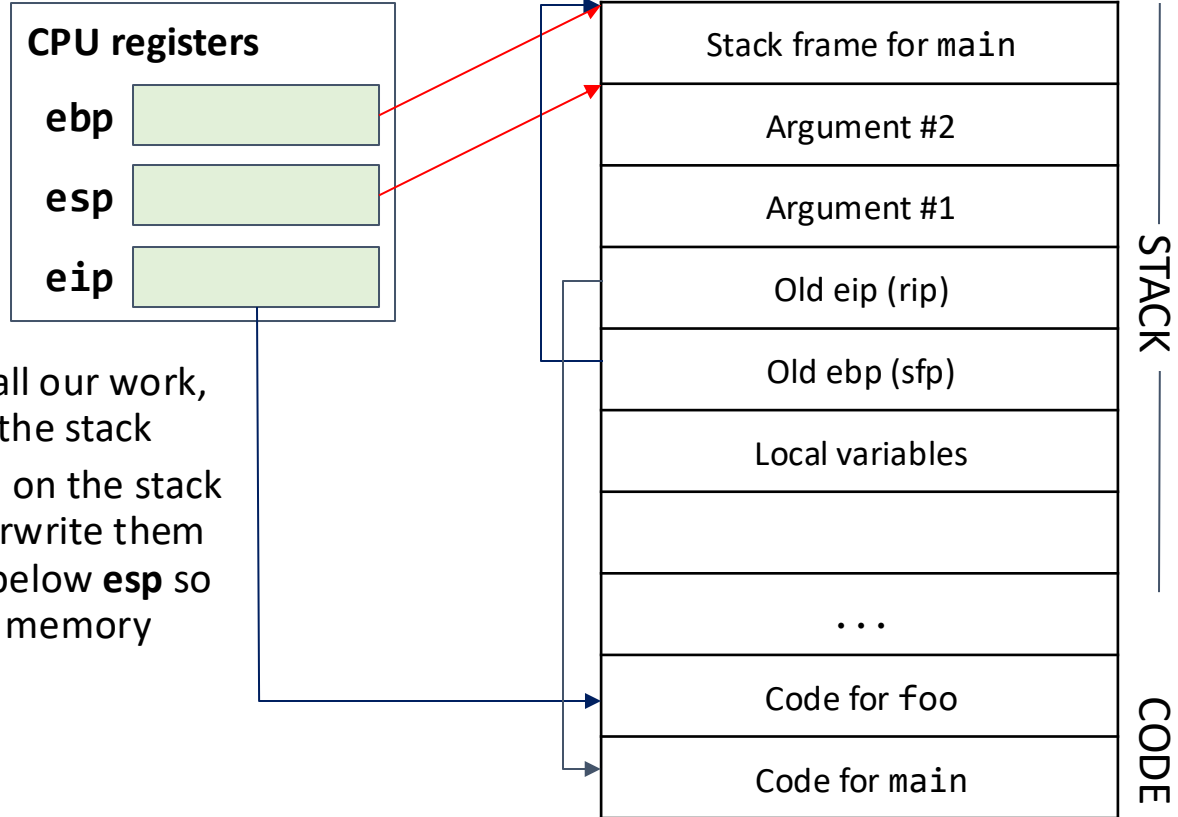 CPU registers
ebp
esp
eip
all our work,
the stack
on the stack
rwrite them
below esp so
memory
Stack frame for main
Argument #2
Argument #1
Old eip (rip)
Old ebp (sfp)
Local variables
...
Code for foo
Code for main
STACK
CODE